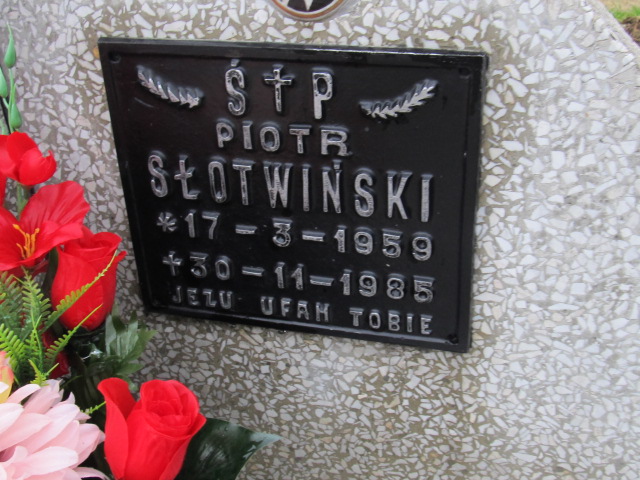 Ś † P
PIOTR
SŁOTWIŃSKI
* 17 - 3 - 1959
† 30 - 11 - 1985
JEZU UFAM TOBIE